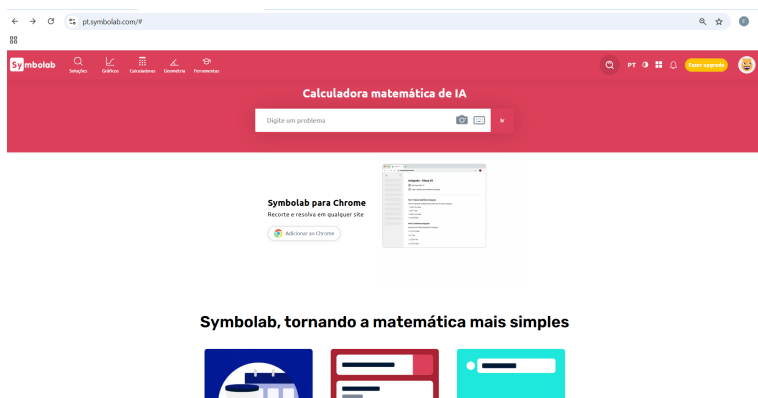 pt.symbolab.com/#
Symbolab
Soluções Gráficos Calculadoras Geometria Ferramentas
PT
Fazer upgrade
Calculadora matemática de IA
Digite um problema
Ir
Symbolab para Chrome
Recorte e resolva em qualquer site
Adicionar ao Chrome
Symbolab, tornando a matemática mais simples